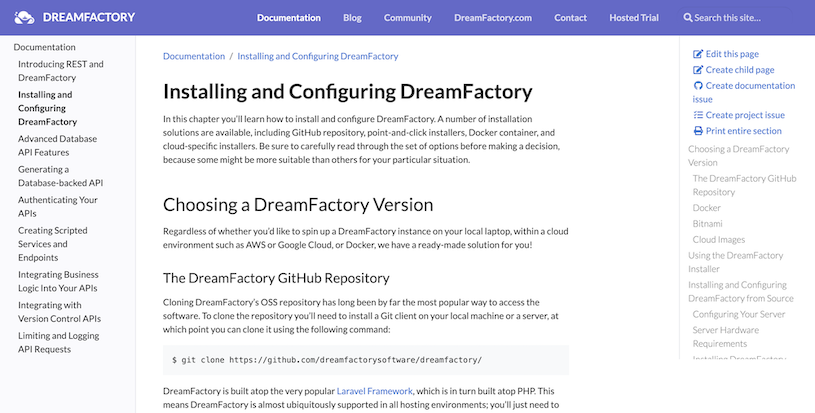 DREAMFACTORY
Documentation Blog Community DreamFactory.com Contact Hosted Trial Search this site…
Documentation
Introducing REST and
DreamFactory
Installing and
Configuring
DreamFactory
Advanced Database
API Features
Generating a
Database-backed API
Authenticating Your
APIs
Creating Scripted
Services and
Endpoints
Integrating Business
Logic Into Your APIs
Integrating with
Version Control APIs
Limiting and Logging
API Requests
Documentation / Installing and Configuring DreamFactory
Installing and Configuring DreamFactory
In this chapter you'll learn how to install and configure DreamFactory. A number of installation
solutions are available, including GitHub repository, point-and-click installers, Docker container, and
cloud-specific installers. Be sure to carefully read through the set of options before making a decision,
because some might be more suitable than others for your particular situation.
Choosing a DreamFactory Version
Regardless of whether you'd like to spin up a DreamFactory instance on your local laptop, within a cloud
environment such as AWS or Google Cloud, or Docker, we have a ready-made solution for you!
The DreamFactory GitHub Repository
Cloning DreamFactory's OSS repository has long been by far the most popular way to access the
software. To clone the repository you'll need to install a Git client on your local machine or a server, at
which point you can clone it using the following command:
$ git clone https://github.com/dreamfactorysoftware/dreamfactory/
DreamFactory is built atop the very popular Laravel Framework, which is in turn built atop PHP. This
means DreamFactory is almost ubiquitously supported in all hosting environments; you'll just need to
Edit this page
Create child page
Create documentation
issue
Create project issue
Print entire section
Choosing a DreamFactory
Version
The DreamFactory GitHub
Repository
Docker
Bitnami
Cloud Images
Using the DreamFactory
Installer
Installing and Configuring
DreamFactory from Source
Configuring Your Server
Server Hardware
Requirements
Installing DreamFactory